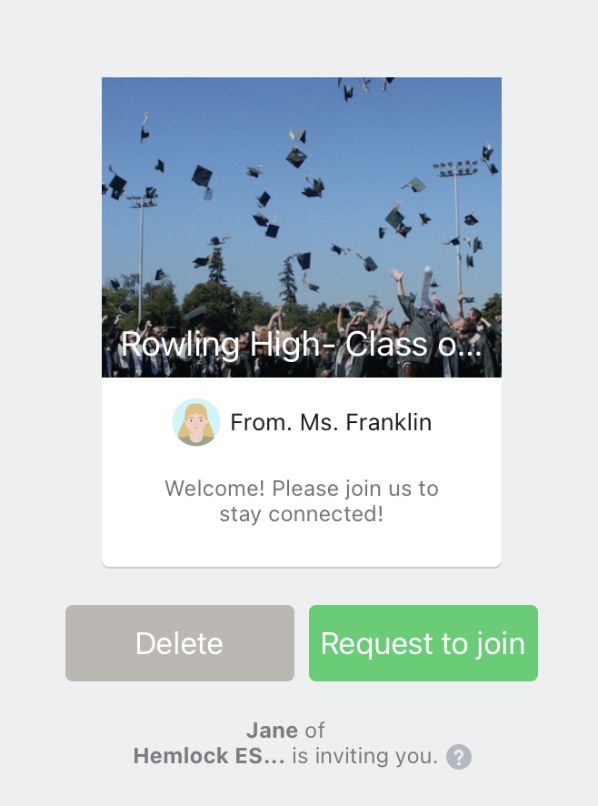 Rowling High- Class o...
From. Ms. Franklin
Welcome! Please join us to
stay connected!
Delete
Request to join
Jane of
Hemlock ES... is inviting you. ?